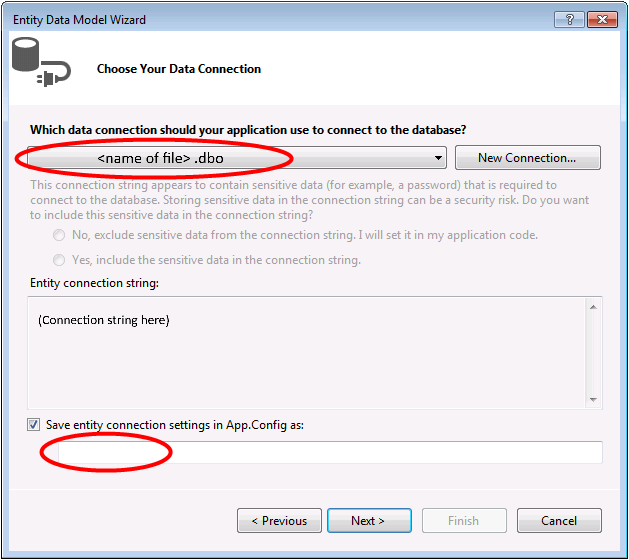 Entity Data Model Wizard
?
Choose Your Data Connection
Which data connection should your application use to connect to the database?
<name of file> .dbo
New Connection...
This connection string appears to contain sensitive data (for example, a password) that is required to
connect to the database. Storing sensitive data in the connection string can be a security risk. Do you want
to include this sensitive data in the connection string?
No, exclude sensitive data from the connection string. I will set it in my application code.
Yes, include the sensitive data in the connection string.
Entity connection string:
(Connection string here)
Save entity connection settings in App.Config as:
< Previous
Next >
Finish
Cancel